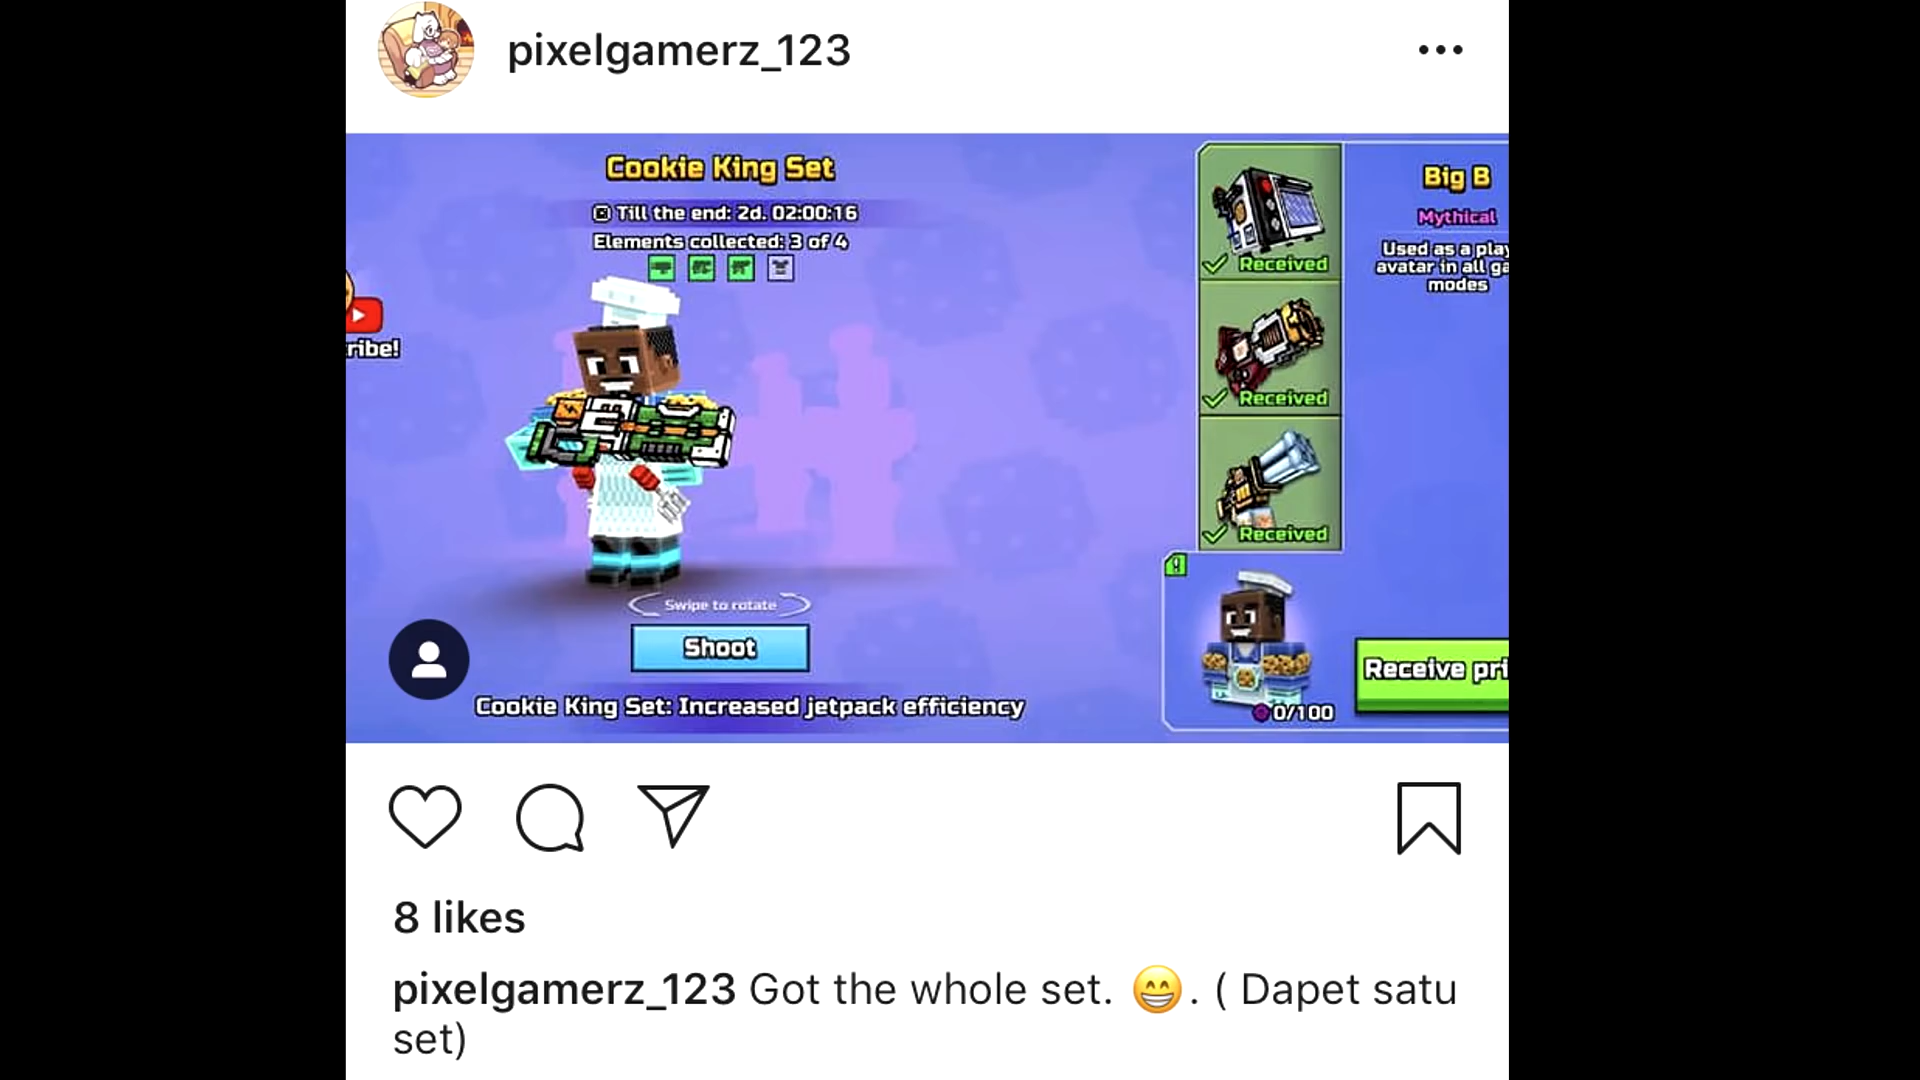 pixelgamerz_123
Cookie King Set
Till the end: 2d. 02:00:16
Elements collected: 3 of 4
ribe!
Swipe to rotate
Shoot
Cookie King Set: Increased jetpack efficiency
Received
Received
Received
0/100
Big B
Mythical
Used as a play
avatar in all ga
modes
Receive pri
8 likes
pixelgamerz_123 Got the whole set. 😁. ( Dapet satu
set)